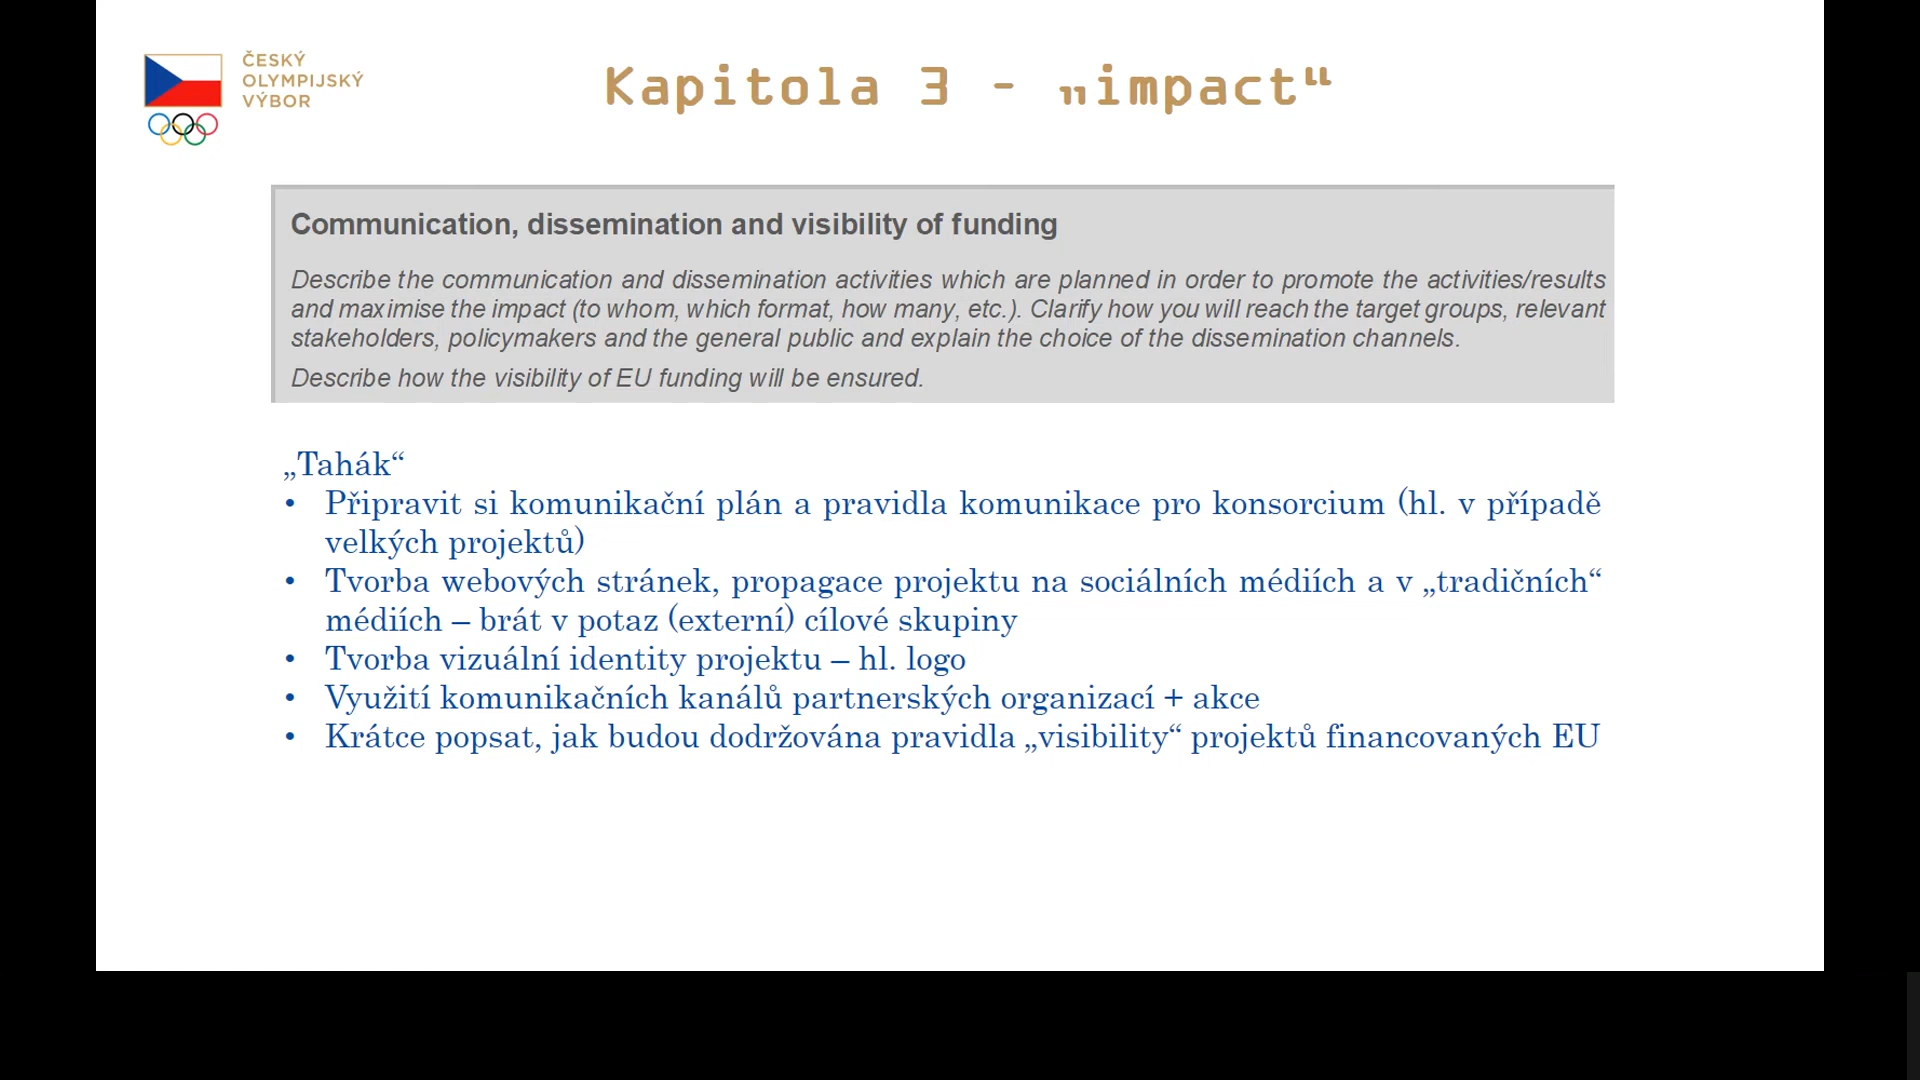 ČESKÝ
OLYMPIJSKÝ
VÝBOR
Kapitola 3 - „impact“
Communication, dissemination and visibility of funding
Describe the communication and dissemination activities which are planned in order to promote the activities/results
and maximise the impact (to whom, which format, how many, etc.). Clarify how you will reach the target groups, relevant
stakeholders, policymakers and the general public and explain the choice of the dissemination channels.
Describe how the visibility of EU funding will be ensured.
„Tahák“
• Připravit si komunikační plán a pravidla komunikace pro konsorcium (hl. v případě
velkých projektů)
• Tvorba webových stránek, propagace projektu na sociálních médiích a v „tradičních“
médiích – brát v potaz (externí) cílové skupiny
• Tvorba vizuální identity projektu – hl. logo
• Využití komunikačních kanálů partnerských organizací + akce
• Krátce popsat, jak budou dodržována pravidla „visibility“ projektů financovaných EU